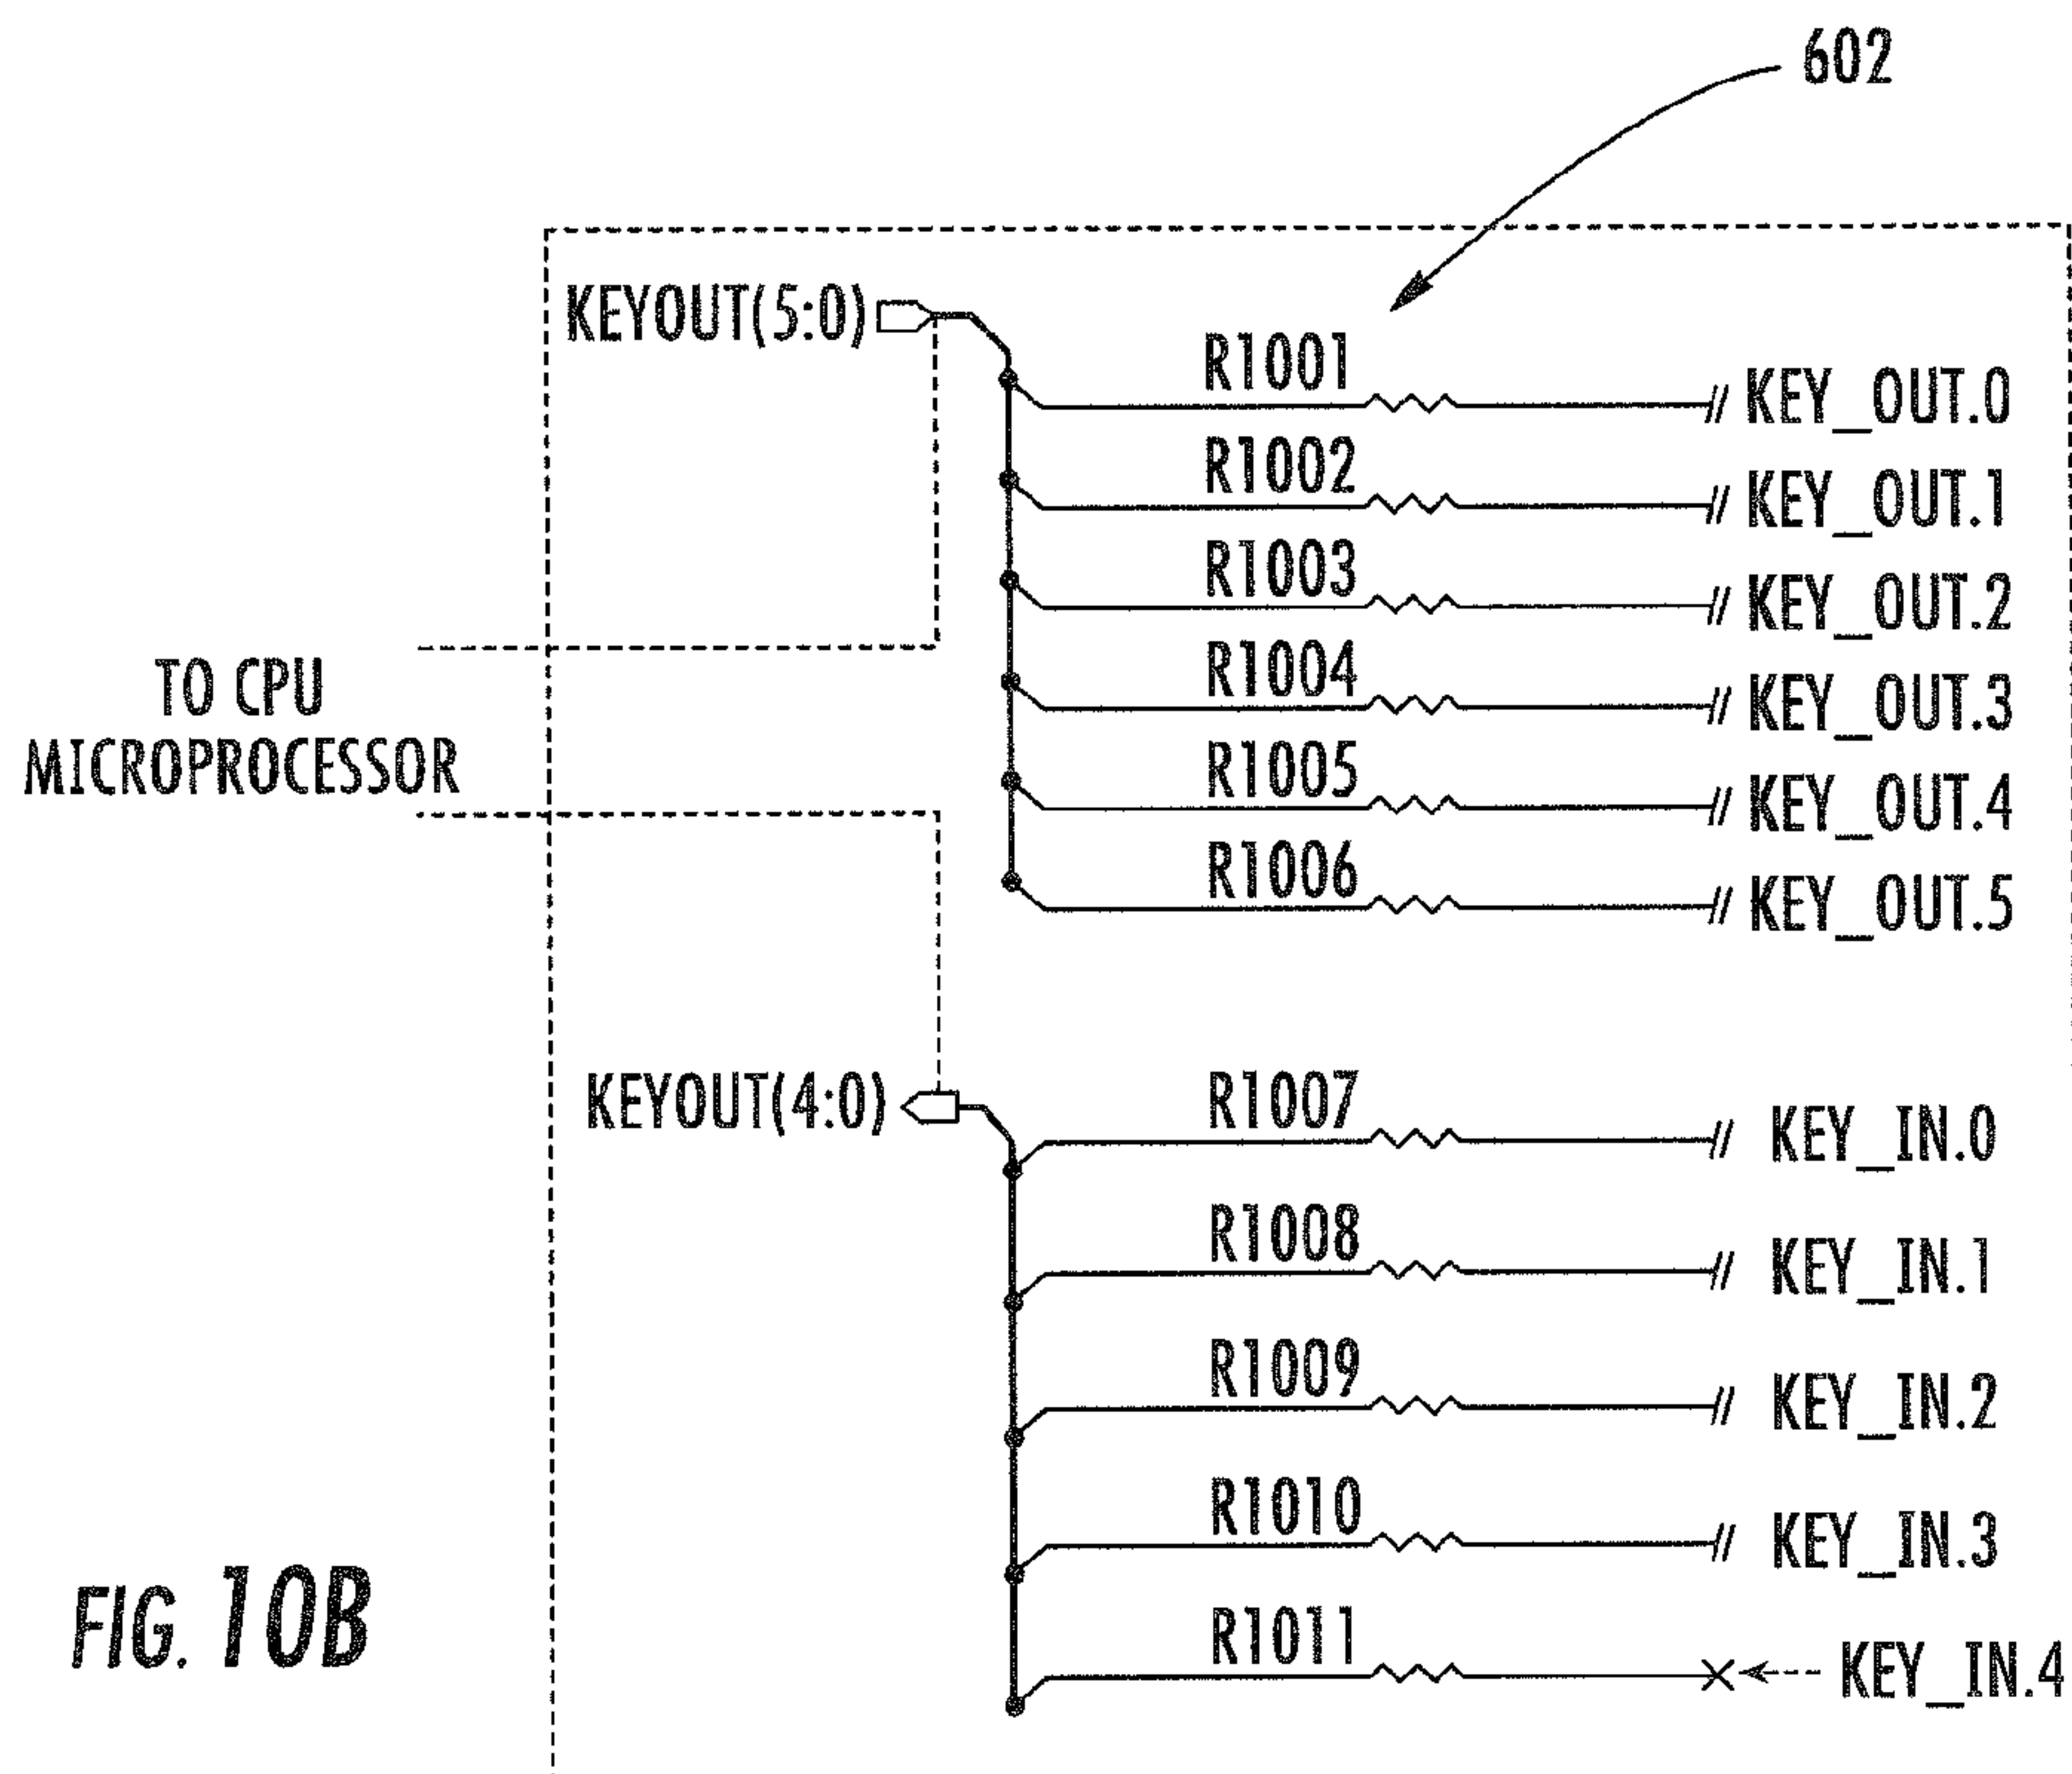 602
KEYOUT(5:0)
R1001 KEY_OUT.0
R1002 KEY_OUT.1
R1003 KEY_OUT.2
R1004 KEY_OUT.3
R1005 KEY_OUT.4
R1006 KEY_OUT.5
TO CPU
MICROPROCESSOR
KEYOUT(4:0)
R1007 KEY_IN.0
R1008 KEY_IN.1
R1009 KEY_IN.2
R1010 KEY_IN.3
R1011 KEY_IN.4
FIG. 10B